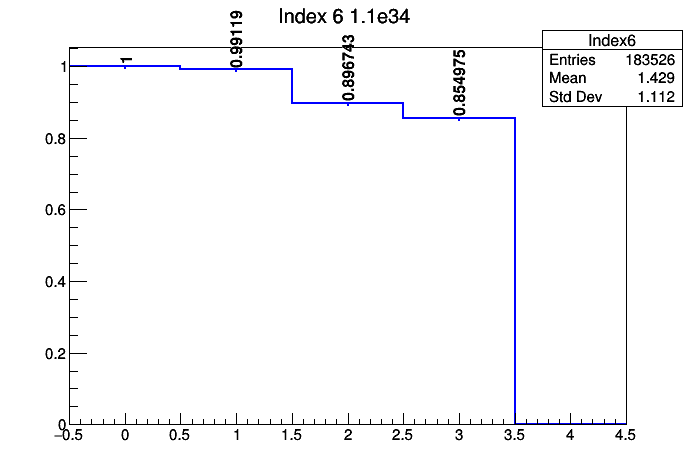 Index 6 1.1e34
Index6
Entries 183526
Mean 1.429
Std Dev 1.112
1
0.99119
0.896743
0.854975
1
0.8
0.6
0.4
0.2
0
−0.5 0 0.5 1 1.5 2 2.5 3 3.5 4 4.5